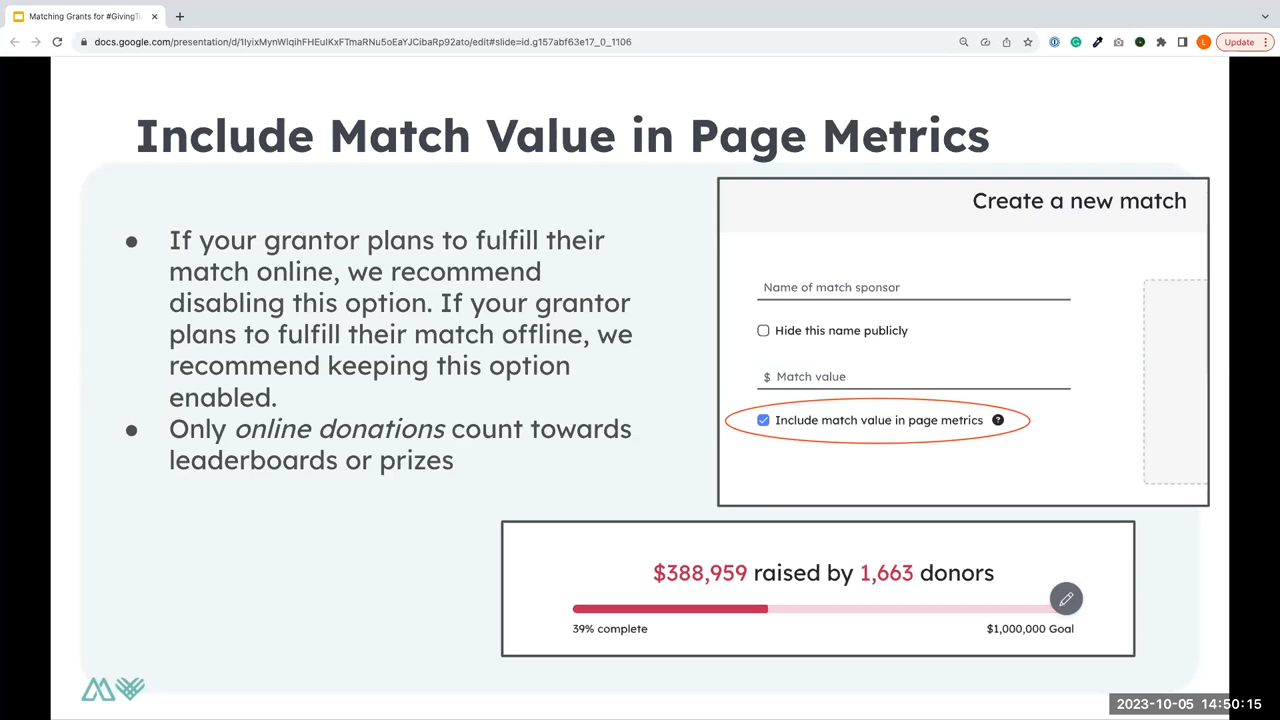 Matching Grants for #GivingTu
docs.google.com/presentation/d/1IyixMynWlqihFHEuIKxFTmaRNu5oEaYJCibaRp92ato/edit#slide=id.g157abf63e17_0_1106
L
Update
Include Match Value in Page Metrics
● If your grantor plans to fulfill their
match online, we recommend
disabling this option. If your grantor
plans to fulfill their match offline, we
recommend keeping this option
enabled.
● Only online donations count towards
leaderboards or prizes
Create a new match
Name of match sponsor
Hide this name publicly
$ Match value
Include match value in page metrics ?
$388,959 raised by 1,663 donors
39% complete
$1,000,000 Goal
2023-10-05 14:50:15